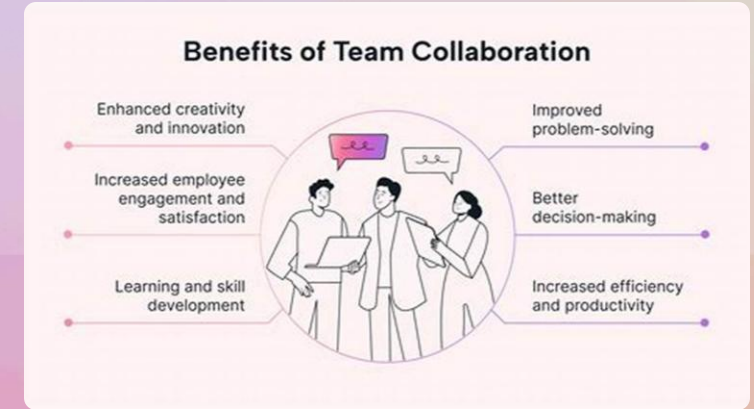 Benefits of Team Collaboration
Enhanced creativity
and innovation
Increased employee
engagement and
satisfaction
Learning and skill
development
Improved
problem-solving
Better
decision-making
Increased efficiency
and productivity